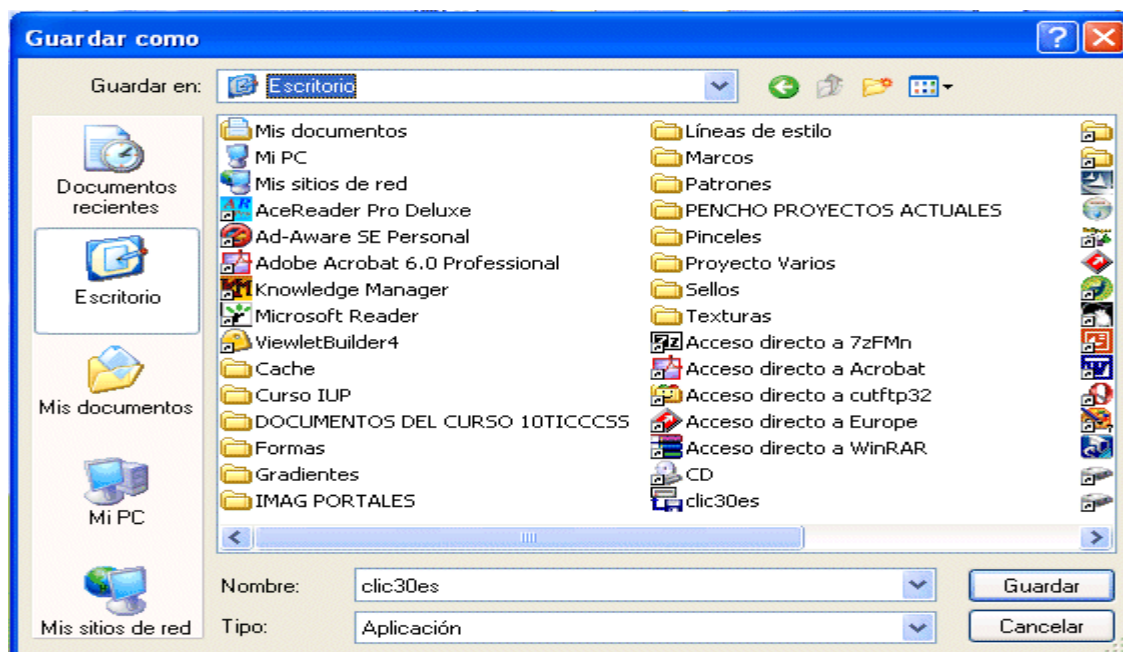 Guardar como
Guardar en:
Escritorio
Documentos
recientes
Escritorio
Mis documentos
Mi PC
Mis sitios de red
Mis documentos
Mi PC
Mis sitios de red
AceReader Pro Deluxe
Ad-Aware SE Personal
Adobe Acrobat 6.0 Professional
Knowledge Manager
Microsoft Reader
ViewletBuilder4
Cache
Curso IUP
DOCUMENTOS DEL CURSO 10TICCCSS
Formas
Gradientes
IMAG PORTALES
Líneas de estilo
Marcos
Patrones
PENCHO PROYECTOS ACTUALES
Pinceles
Proyecto Varios
Sellos
Texturas
Acceso directo a 7zFMn
Acceso directo a Acrobat
Acceso directo a cutftp32
Acceso directo a Europe
Acceso directo a WinRAR
CD
clic30es
Nombre:
clic30es
Guardar
Tipo:
Aplicación
Cancelar